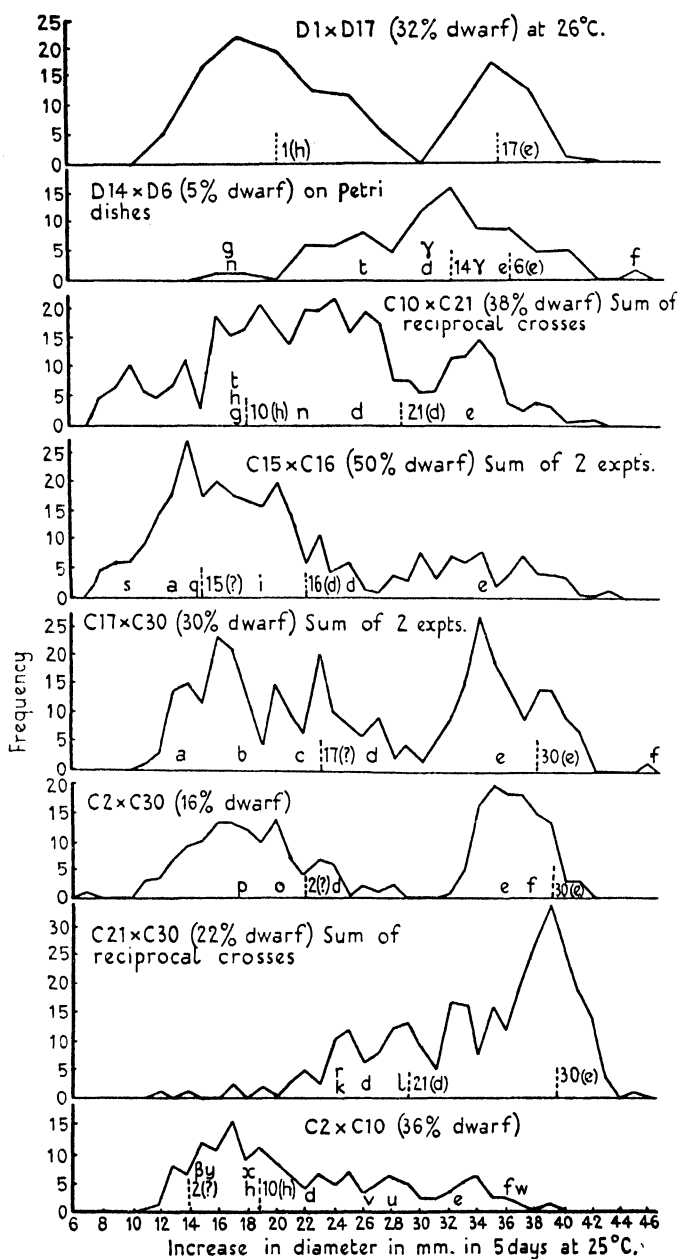 25
20
15
10
5
0
D1×D17 (32% dwarf) at 26°C.
1(h)
17(e)
15
10
5
0
D14×D6 (5% dwarf) on Petri
dishes
g
n
t
γ
d
14γ
e
6(e)
f
20
15
10
5
0
C10×C21 (38% dwarf) Sum of
reciprocal crosses
t
h
g
10(h)
n
d
21(d)
e
25
20
15
10
5
0
C15×C16 (50% dwarf) Sum of 2 expts.
s
a
q
15(?)
i
16(d)
d
e
Frequency
25
20
15
10
5
0
C17×C30 (30% dwarf) Sum of 2 expts.
a
b
c
17(?)
d
e
30(e)
f
20
15
10
5
0
C2×C30 (16% dwarf)
p
o
2(?)
d
e
f
30(e)
30
25
20
15
10
5
0
C21×C30 (22% dwarf) Sum of
reciprocal crosses
r
k
d
l
21(d)
30(e)
15
10
5
0
C2×C10 (36% dwarf)
βy
2(?)
x
h
10(h)
d
v
u
e
fw
6 8 10 12 14 16 18 20 22 24 26 28 30 32 34 36 38 40 42 44 46
Increase in diameter in mm. in 5 days at 25°C.